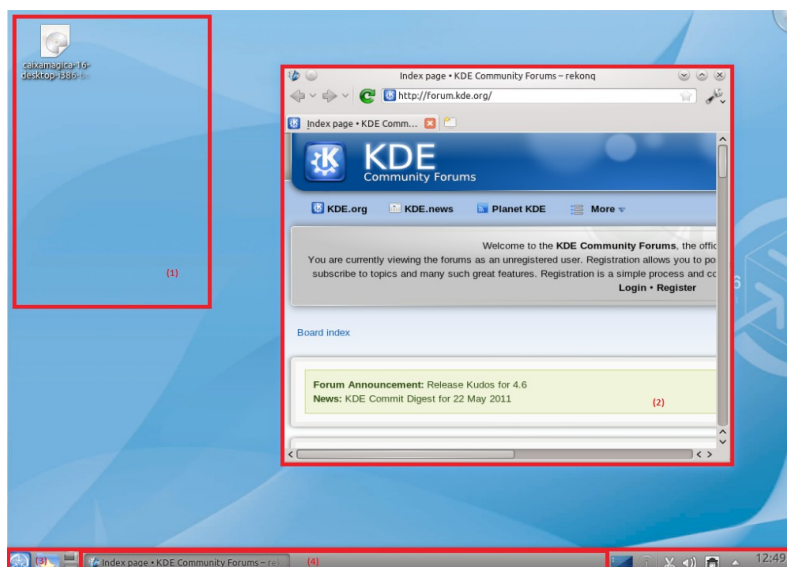 caixamagica-16-
desktop-i386-
(1)
Index page • KDE Community Forums – rekonq
http://forum.kde.org/
Index page • KDE Comm...
KDE
Community Forums
KDE.org KDE.news Planet KDE More
Welcome to the KDE Community Forums, the offic
You are currently viewing the forums as an unregistered user. Registration allows you to po
subscribe to topics and many such great features. Registration is a simple process and co
Login • Register
Board index
Forum Announcement: Release Kudos for 4.6
News: KDE Commit Digest for 22 May 2011
(2)
6
(3) Index page • KDE Community Forums – re (4) 12:49